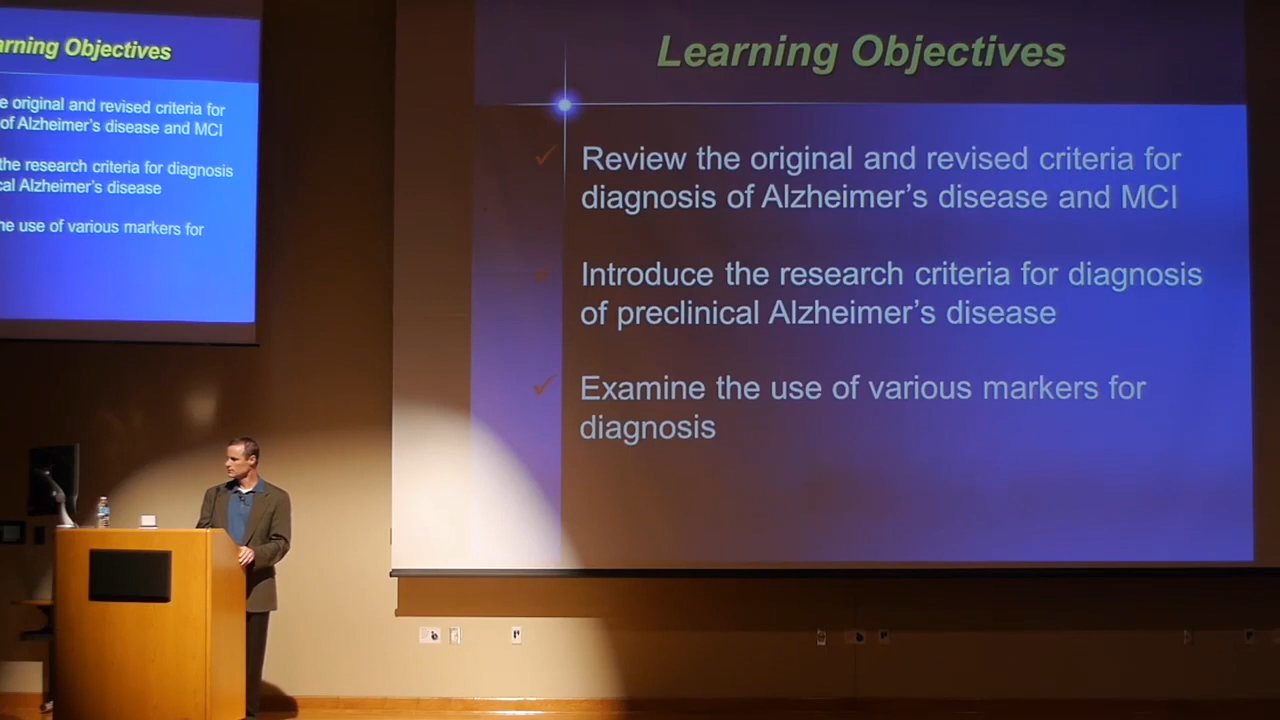 arning Objectives
e original and revised criteria for
of Alzheimer's disease and MCI
the research criteria for diagnosis
cal Alzheimer's disease
he use of various markers for
Learning Objectives
✓ Review the original and revised criteria for
diagnosis of Alzheimer's disease and MCI
✓ Introduce the research criteria for diagnosis
of preclinical Alzheimer's disease
✓ Examine the use of various markers for
diagnosis